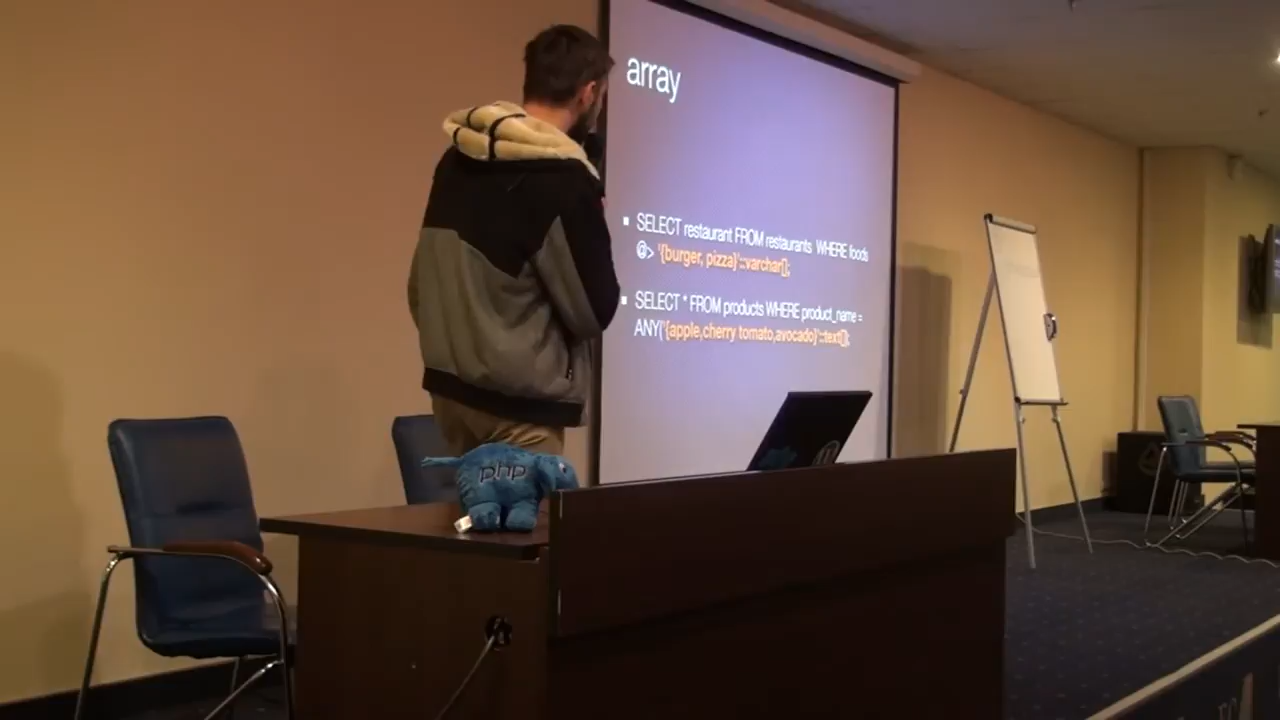 array
SELECT restaurant FROM restaurants WHERE foods
@> '{burger, pizza}'::varchar[];
SELECT * FROM products WHERE product_name =
ANY('{apple,cherry tomato,avocado}'::text[]);
php